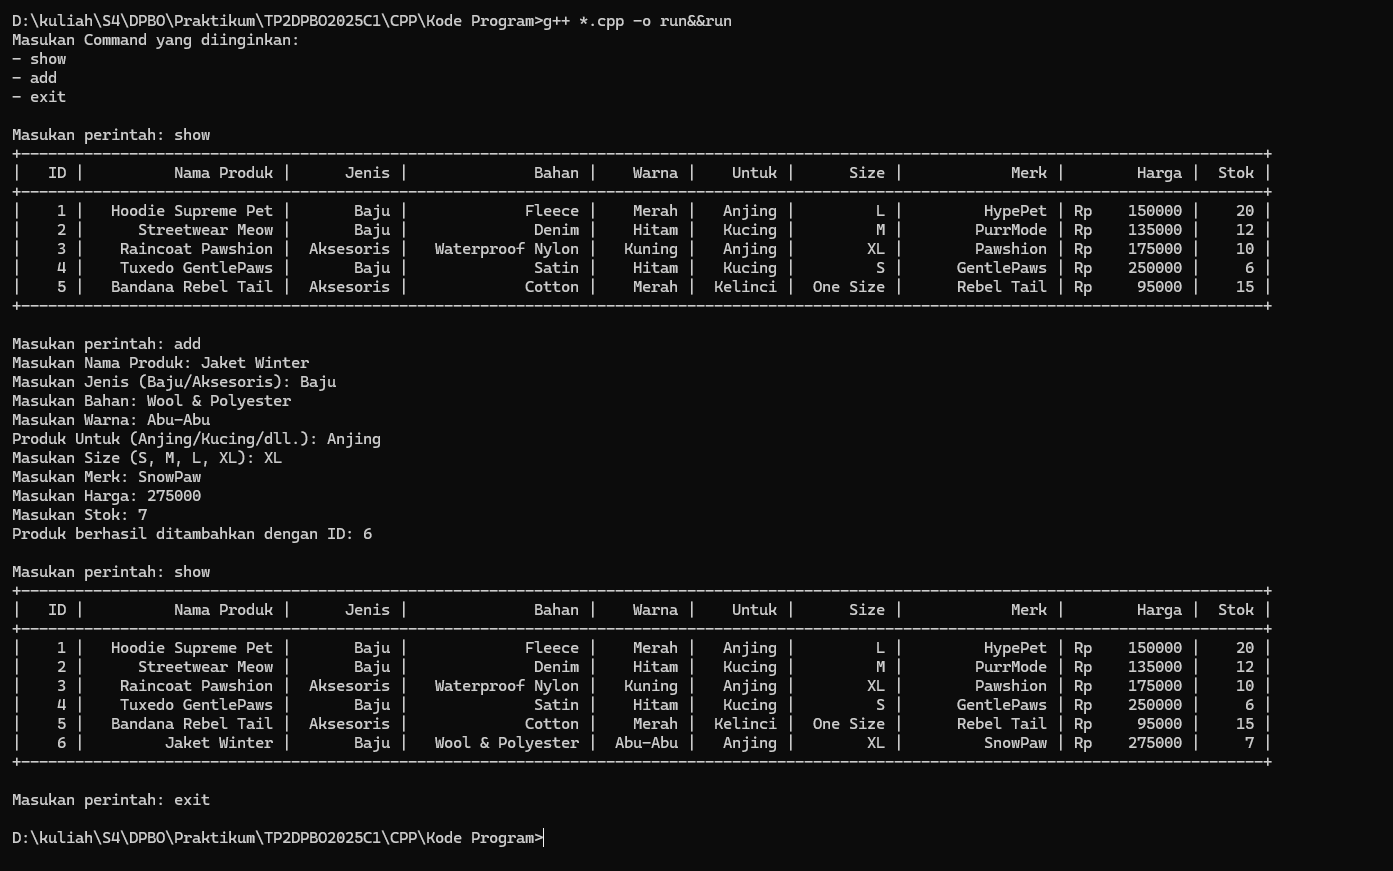 D:\kuliah\S4\DPBO\Praktikum\TP2DPBO2025C1\CPP\Kode Program>g++ *.cpp -o run&&run
Masukan Command yang diinginkan:
- show
- add
- exit

Masukan perintah: show
+------------------------------------------------------------------------------------------------------------------------------------------+
|   ID |          Nama Produk |      Jenis |              Bahan |    Warna |    Untuk |      Size |            Merk |        Harga |  Stok |
+------------------------------------------------------------------------------------------------------------------------------------------+
|    1 |   Hoodie Supreme Pet |       Baju |             Fleece |    Merah |   Anjing |         L |         HypePet | Rp    150000 |    20 |
|    2 |      Streetwear Meow |       Baju |              Denim |    Hitam |   Kucing |         M |        PurrMode | Rp    135000 |    12 |
|    3 |    Raincoat Pawshion |  Aksesoris |   Waterproof Nylon |   Kuning |   Anjing |        XL |        Pawshion | Rp    175000 |    10 |
|    4 |    Tuxedo GentlePaws |       Baju |              Satin |    Hitam |   Kucing |         S |      GentlePaws | Rp    250000 |     6 |
|    5 |   Bandana Rebel Tail |  Aksesoris |             Cotton |    Merah |  Kelinci |  One Size |      Rebel Tail | Rp     95000 |    15 |
+------------------------------------------------------------------------------------------------------------------------------------------+

Masukan perintah: add
Masukan Nama Produk: Jaket Winter
Masukan Jenis (Baju/Aksesoris): Baju
Masukan Bahan: Wool & Polyester
Masukan Warna: Abu-Abu
Produk Untuk (Anjing/Kucing/dll.): Anjing
Masukan Size (S, M, L, XL): XL
Masukan Merk: SnowPaw
Masukan Harga: 275000
Masukan Stok: 7
Produk berhasil ditambahkan dengan ID: 6

Masukan perintah: show
+------------------------------------------------------------------------------------------------------------------------------------------+
|   ID |          Nama Produk |      Jenis |              Bahan |    Warna |    Untuk |      Size |            Merk |        Harga |  Stok |
+------------------------------------------------------------------------------------------------------------------------------------------+
|    1 |   Hoodie Supreme Pet |       Baju |             Fleece |    Merah |   Anjing |         L |         HypePet | Rp    150000 |    20 |
|    2 |      Streetwear Meow |       Baju |              Denim |    Hitam |   Kucing |         M |        PurrMode | Rp    135000 |    12 |
|    3 |    Raincoat Pawshion |  Aksesoris |   Waterproof Nylon |   Kuning |   Anjing |        XL |        Pawshion | Rp    175000 |    10 |
|    4 |    Tuxedo GentlePaws |       Baju |              Satin |    Hitam |   Kucing |         S |      GentlePaws | Rp    250000 |     6 |
|    5 |   Bandana Rebel Tail |  Aksesoris |             Cotton |    Merah |  Kelinci |  One Size |      Rebel Tail | Rp     95000 |    15 |
|    6 |         Jaket Winter |       Baju |   Wool & Polyester |  Abu-Abu |   Anjing |        XL |         SnowPaw | Rp    275000 |     7 |
+------------------------------------------------------------------------------------------------------------------------------------------+

Masukan perintah: exit

D:\kuliah\S4\DPBO\Praktikum\TP2DPBO2025C1\CPP\Kode Program>